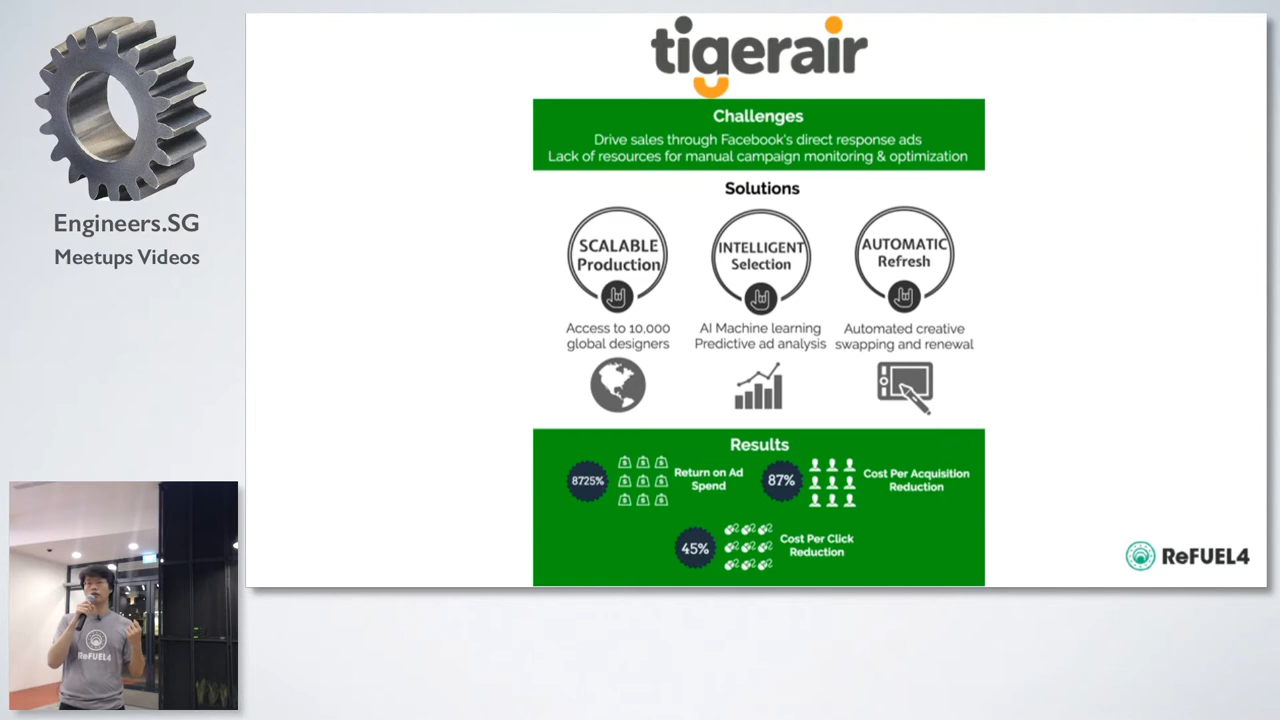 Engineers.SG
Meetups Videos
tigerair
Challenges
Drive sales through Facebook's direct response ads
Lack of resources for manual campaign monitoring & optimization
Solutions
SCALABLE
Production
INTELLIGENT
Selection
AUTOMATIC
Refresh
Access to 10,000
global designers
AI Machine learning
Predictive ad analysis
Automated creative
swapping and renewal
Results
8725%
Return on Ad
Spend
87%
Cost Per Acquisition
Reduction
45%
Cost Per Click
Reduction
ReFUEL4
ReFUEL4